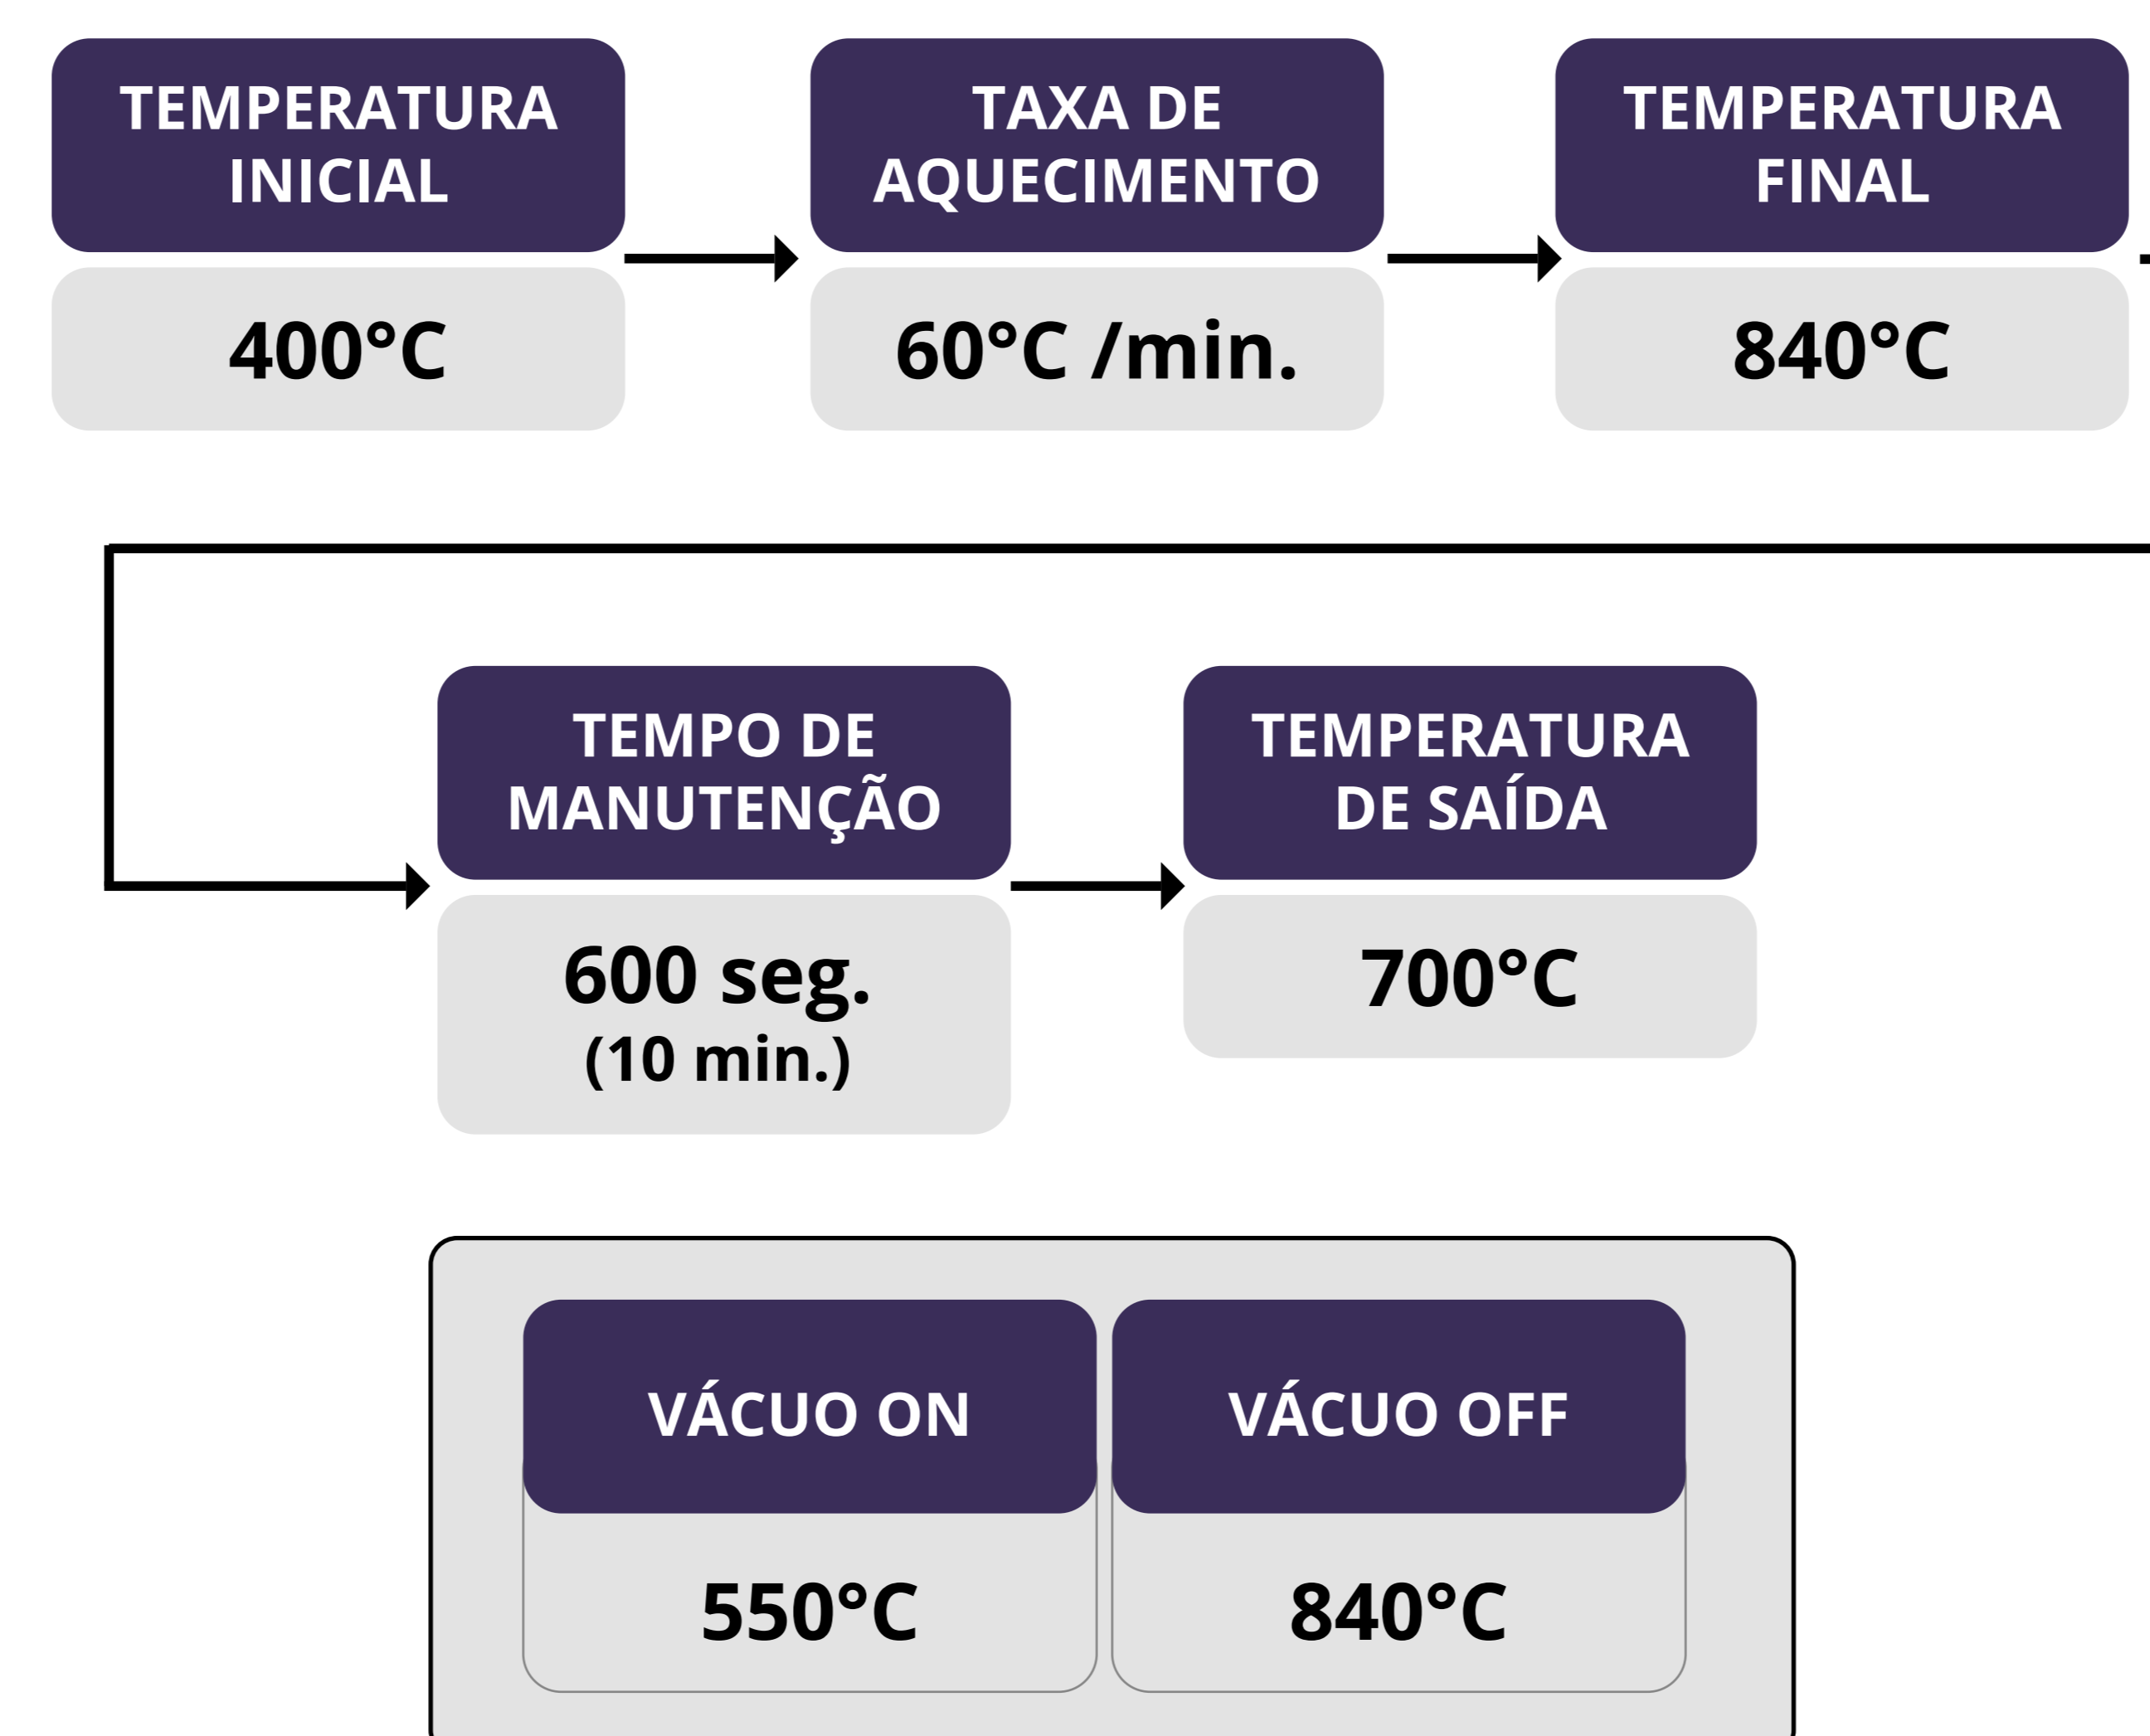 TEMPERATURA
INICIAL
400°C
TAXA DE
AQUECIMENTO
60°C /min.
TEMPERATURA
FINAL
840°C
TEMPO DE
MANUTENÇÃO
600 seg.
(10 min.)
TEMPERATURA
DE SAÍDA
700°C
VÁCUO ON
550°C
VÁCUO OFF
840°C